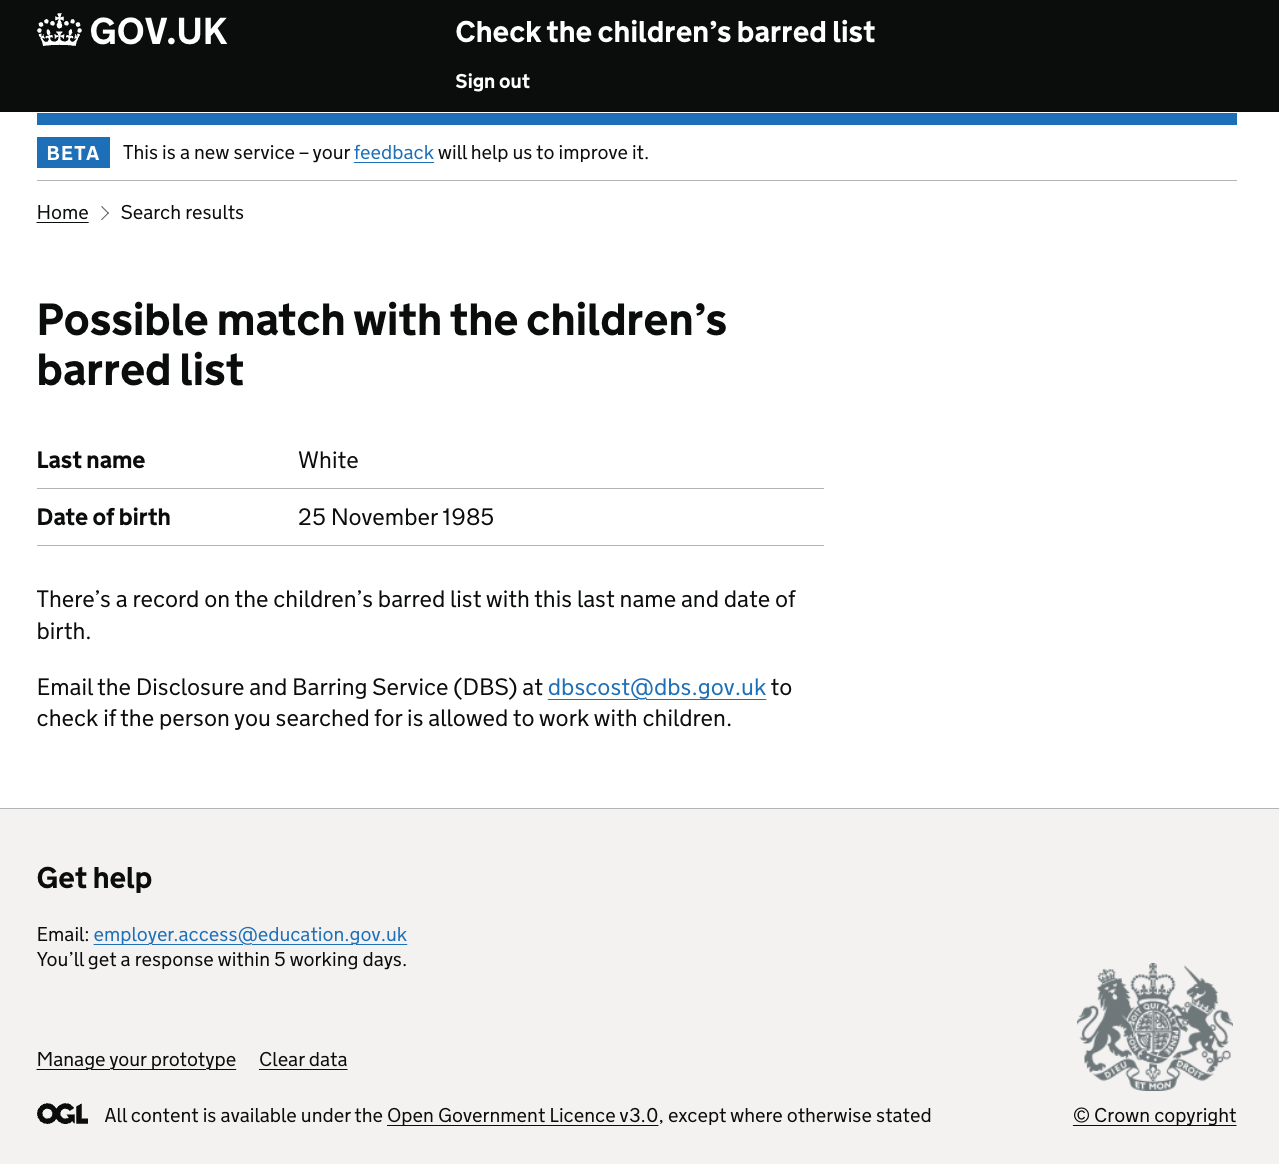 GOV.UK
Check the children’s barred list
Sign out
BETA
This is a new service – your feedback will help us to improve it.
Home
Search results
Possible match with the children’s
barred list
Last name
White
Date of birth
25 November 1985
There’s a record on the children’s barred list with this last name and date of
birth.
Email the Disclosure and Barring Service (DBS) at dbscost@dbs.gov.uk to
check if the person you searched for is allowed to work with children.
Get help
Email: employer.access@education.gov.uk
You’ll get a response within 5 working days.
DIEU ET MON DROIT
Manage your prototype
Clear data
OGL
All content is available under the Open Government Licence v3.0, except where otherwise stated
© Crown copyright